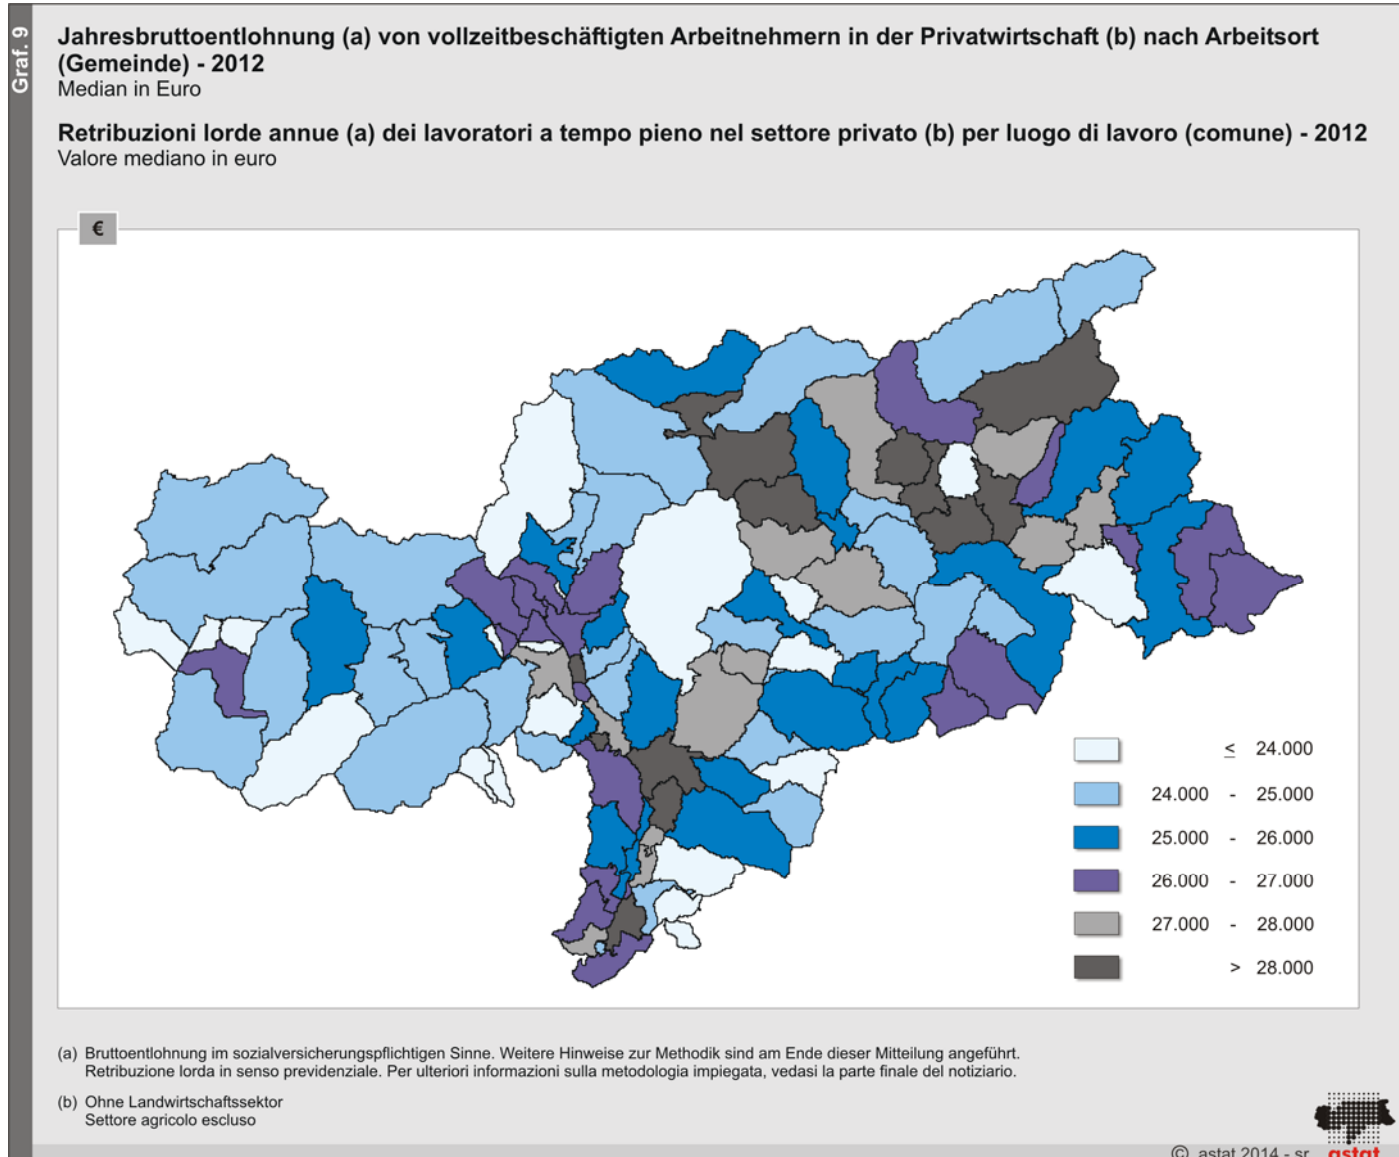 Graf. 9
Jahresbruttoentlohnung (a) von vollzeitbeschäftigten Arbeitnehmern in der Privatwirtschaft (b) nach Arbeitsort
(Gemeinde) - 2012
Median in Euro
Retribuzioni lorde annue (a) dei lavoratori a tempo pieno nel settore privato (b) per luogo di lavoro (comune) - 2012
Valore mediano in euro
€
≤ 24.000
24.000 - 25.000
25.000 - 26.000
26.000 - 27.000
27.000 - 28.000
> 28.000
(a) Bruttoentlohnung im sozialversicherungspflichtigen Sinne. Weitere Hinweise zur Methodik sind am Ende dieser Mitteilung angeführt.
Retribuzione lorda in senso previdenziale. Per ulteriori informazioni sulla metodologia impiegata, vedasi la parte finale del notiziario.
(b) Ohne Landwirtschaftssektor
Settore agricolo escluso
© astat 2014 - sr
astat